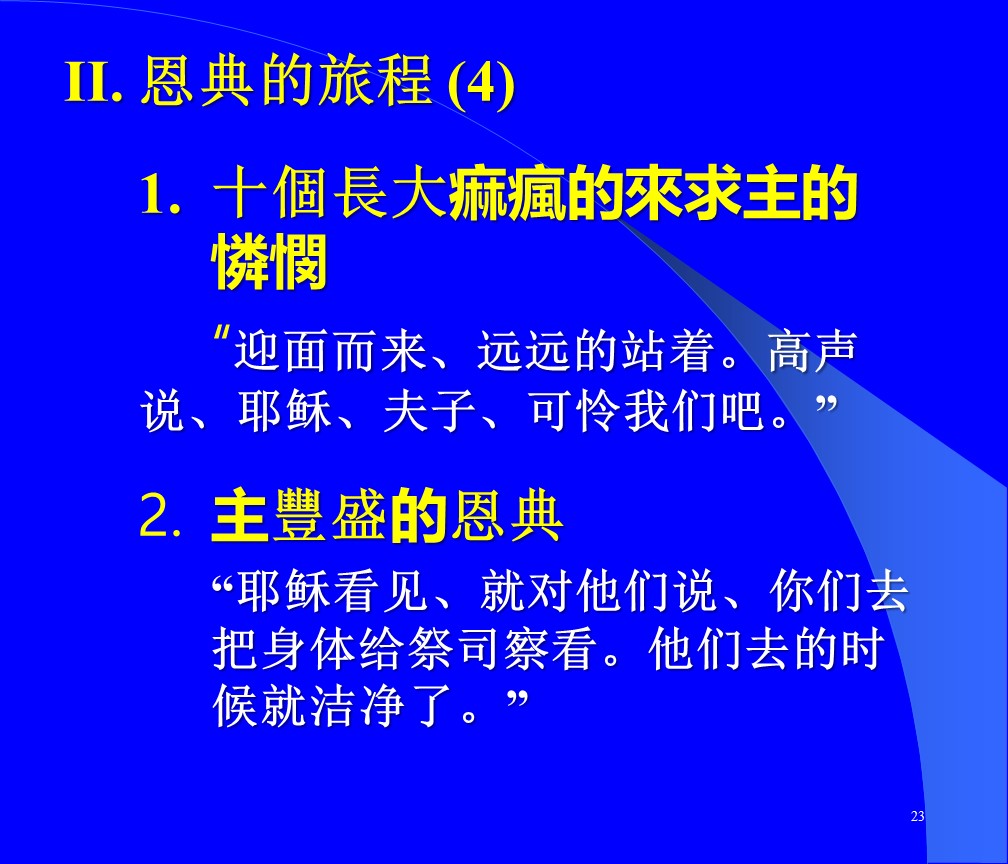 II. 恩典的旅程 (4)
1. 十個長大痲瘋的來求主的
憐憫
“迎面而来、远远的站着。高声
说、耶稣、夫子、可怜我们吧。”
2. 主豐盛的恩典
“耶稣看见、就对他们说、你们去
把身体给祭司察看。他们去的时
候就洁净了。”
23